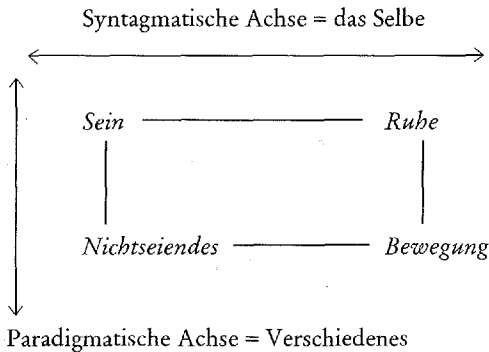 Syntagmatische Achse = das Selbe
Sein Ruhe
Nichtseiendes Bewegung
Paradigmatische Achse = Verschiedenes